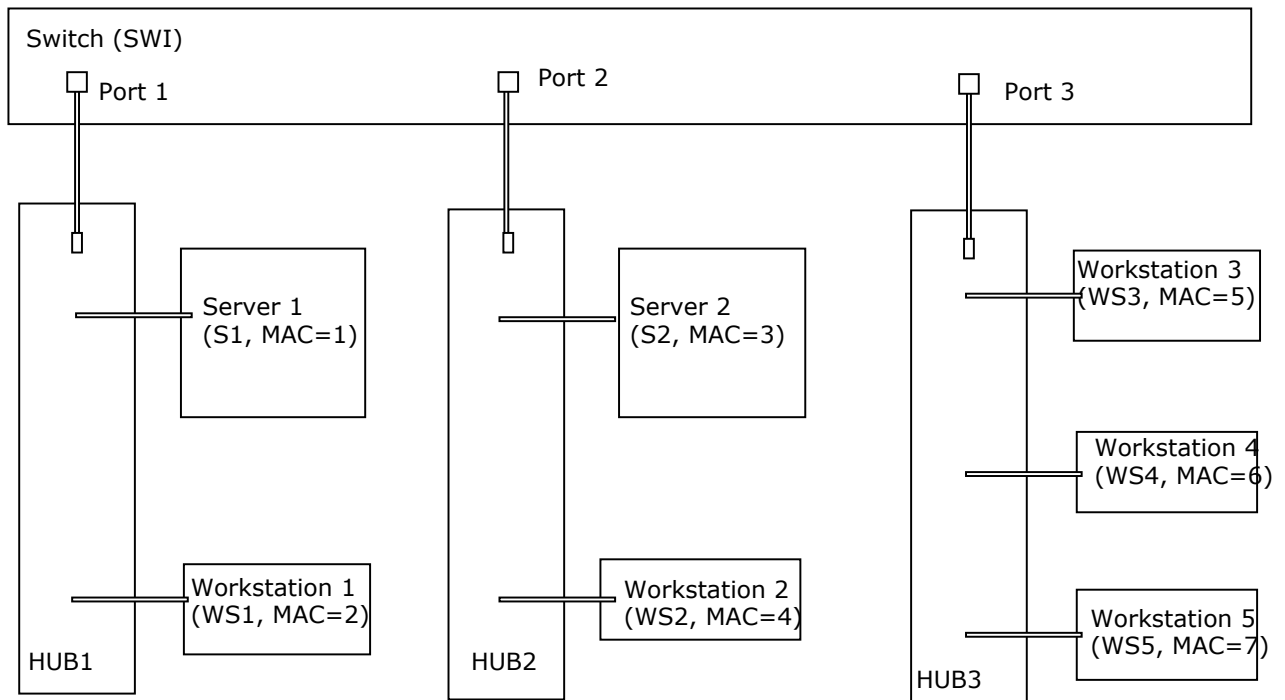 Switch (SWI)
Port 1
Port 2
Port 3
Server 1
(S1, MAC=1)
Workstation 1
(WS1, MAC=2)
HUB1
Server 2
(S2, MAC=3)
Workstation 2
(WS2, MAC=4)
HUB2
Workstation 3
(WS3, MAC=5)
Workstation 4
(WS4, MAC=6)
Workstation 5
(WS5, MAC=7)
HUB3